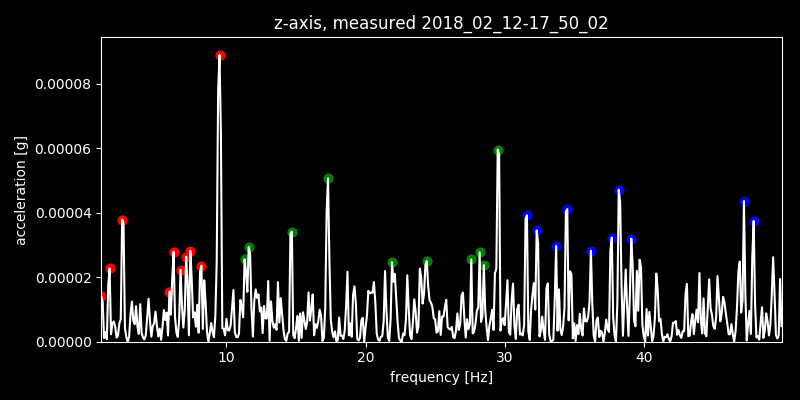 z-axis, measured 2018_02_12-17_50_02
0.00008
0.00006
0.00004
0.00002
0.00000
acceleration [g]
10 20 30 40
frequency [Hz]